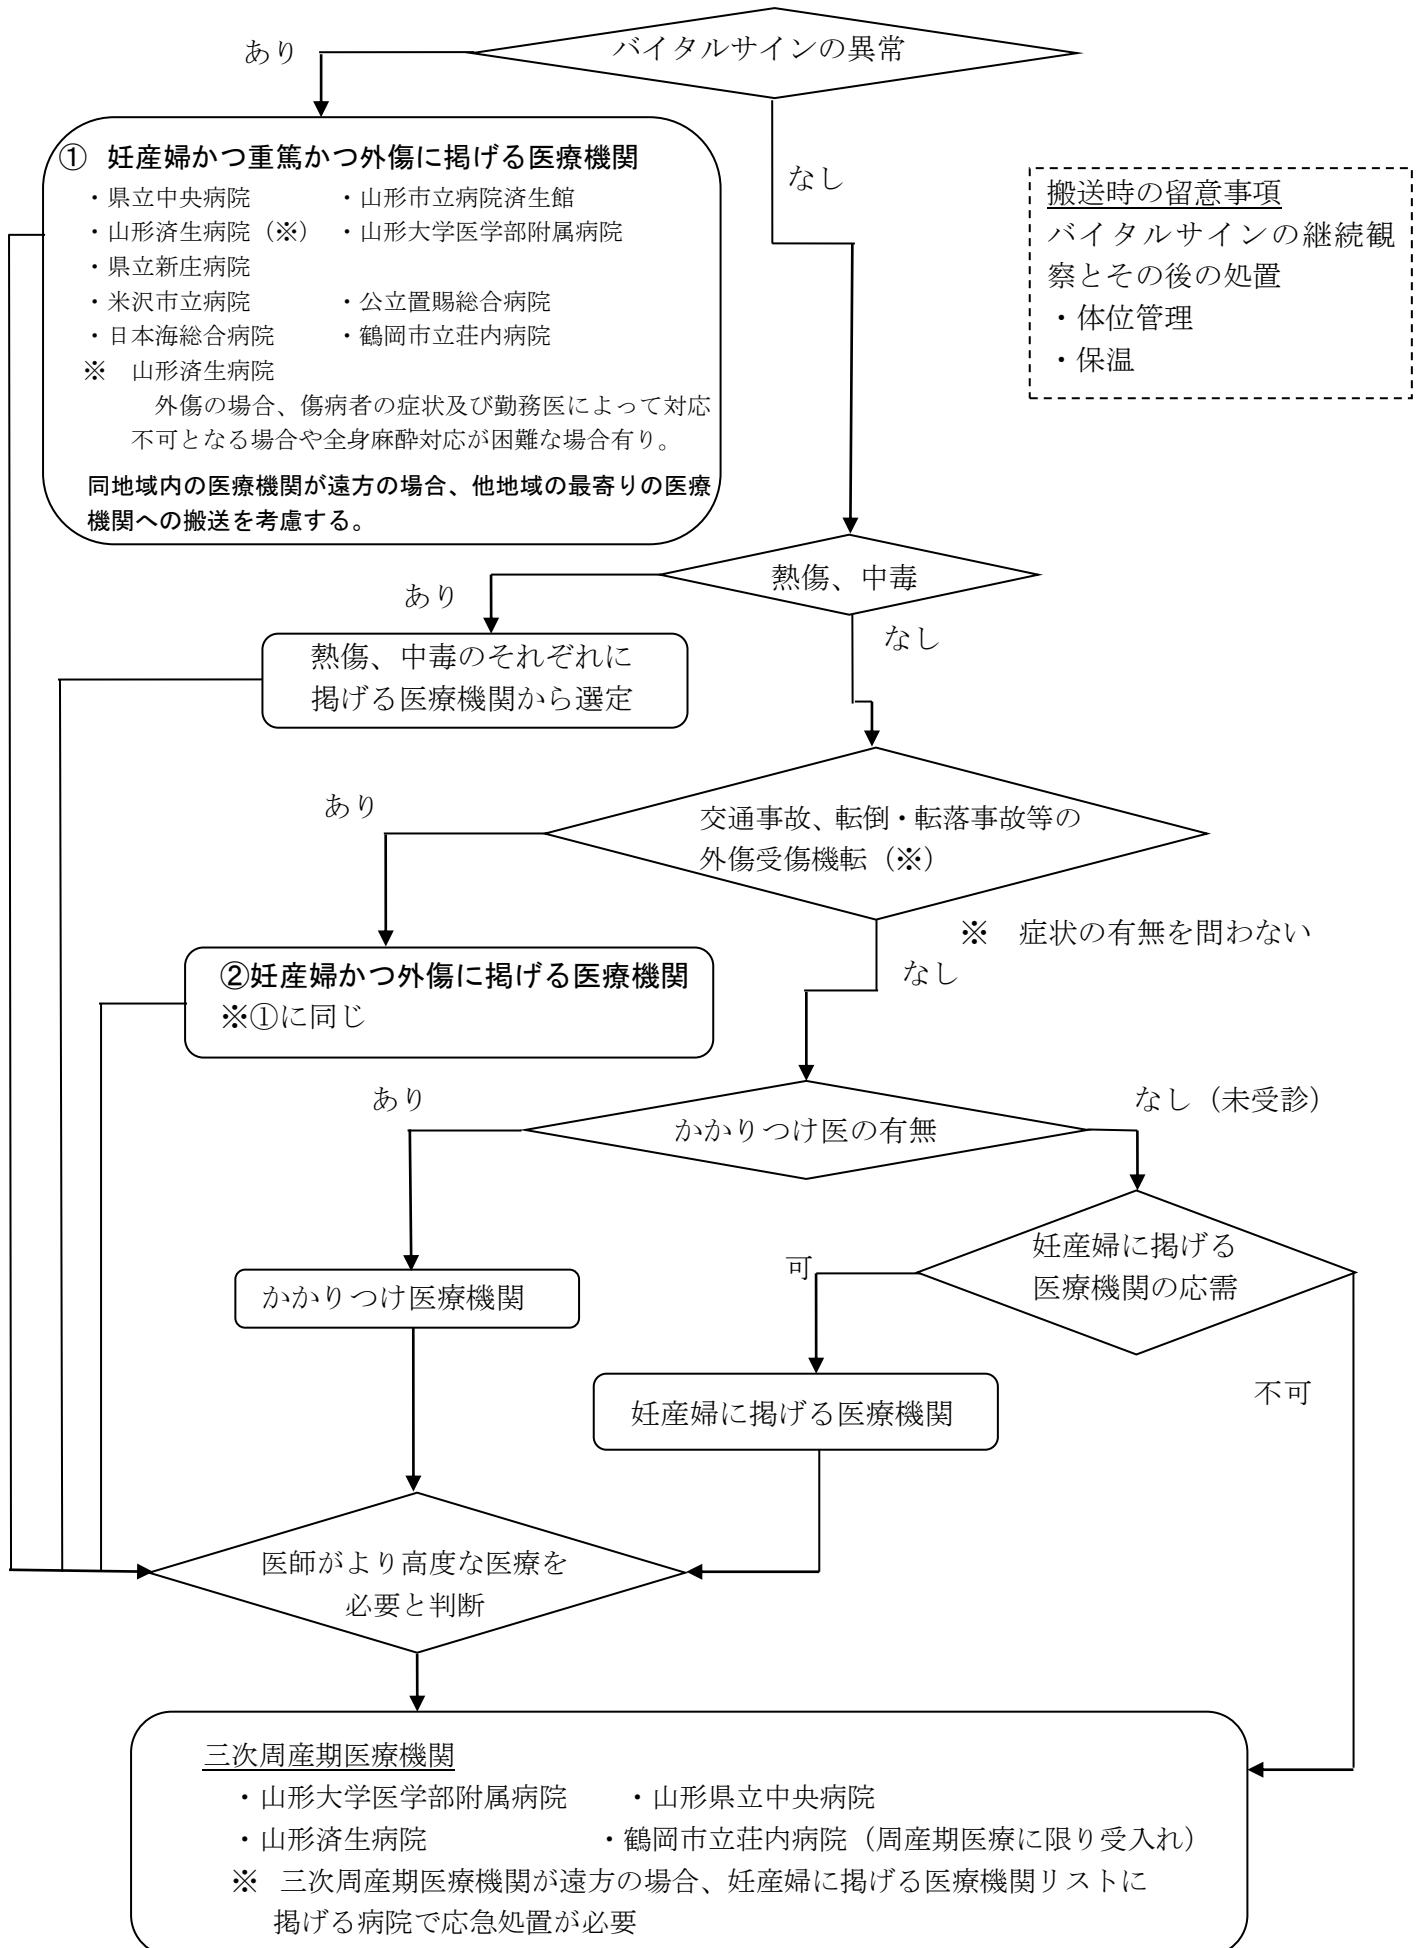 バイタルサインの異常
あり
① 妊産婦かつ重篤かつ外傷に掲げる医療機関
・県立中央病院 ・山形市立病院済生館
・山形済生病院（※） ・山形大学医学部附属病院
・県立新庄病院
・米沢市立病院 ・公立置賜総合病院
・日本海総合病院 ・鶴岡市立荘内病院
※ 山形済生病院
外傷の場合、傷病者の症状及び勤務医によって対応
不可となる場合や全身麻酔対応が困難な場合有り。
同地域内の医療機関が遠方の場合、他地域の最寄りの医療
機関への搬送を考慮する。
なし
搬送時の留意事項
バイタルサインの継続観
察とその後の処置
・体位管理
・保温
熱傷、中毒
あり
なし
熱傷、中毒のそれぞれに
掲げる医療機関から選定
あり
交通事故、転倒・転落事故等の
外傷受傷機転（※）
※ 症状の有無を問わない
なし
②妊産婦かつ外傷に掲げる医療機関
※①に同じ
あり
なし（未受診）
かかりつけ医の有無
妊産婦に掲げる
医療機関の応需
可
かかりつけ医療機関
不可
妊産婦に掲げる医療機関
医師がより高度な医療を
必要と判断
三次周産期医療機関
・山形大学医学部附属病院 ・山形県立中央病院
・山形済生病院 ・鶴岡市立荘内病院（周産期医療に限り受入れ）
※ 三次周産期医療機関が遠方の場合、妊産婦に掲げる医療機関リストに
掲げる病院で応急処置が必要